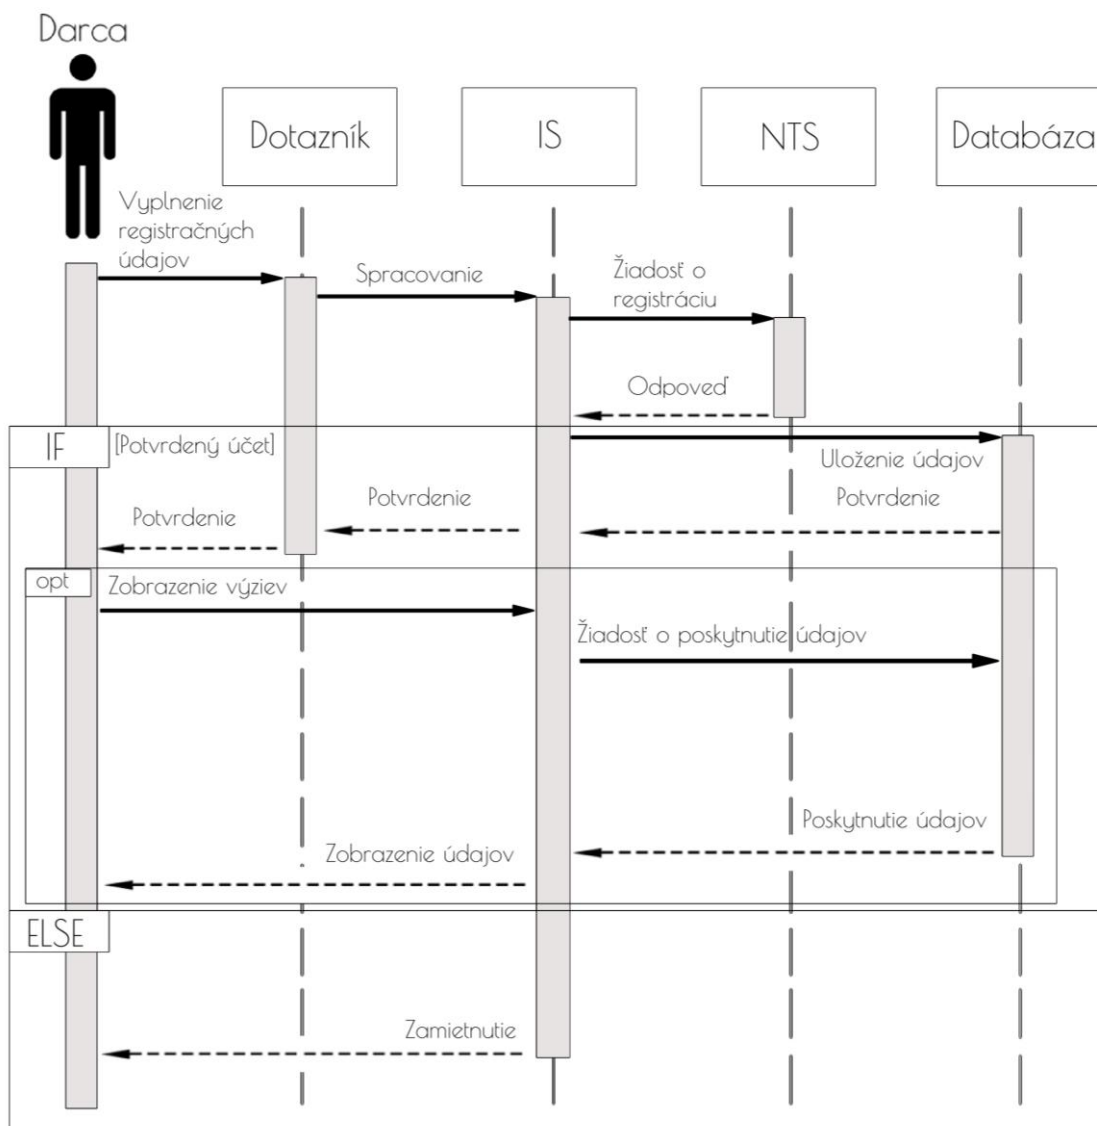 Darca
Dotazník
IS
NTS
Databáza
Vyplnenie
registračných
údajov
Spracovanie
Žiadosť o
registráciu
Odpoveď
IF
[Potvrdený účet]
Uloženie údajov
Potvrdenie
Potvrdenie
Potvrdenie
opt
Zobrazenie výziev
Žiadosť o poskytnutie údajov
Poskytnutie údajov
Zobrazenie údajov
ELSE
Zamietnutie